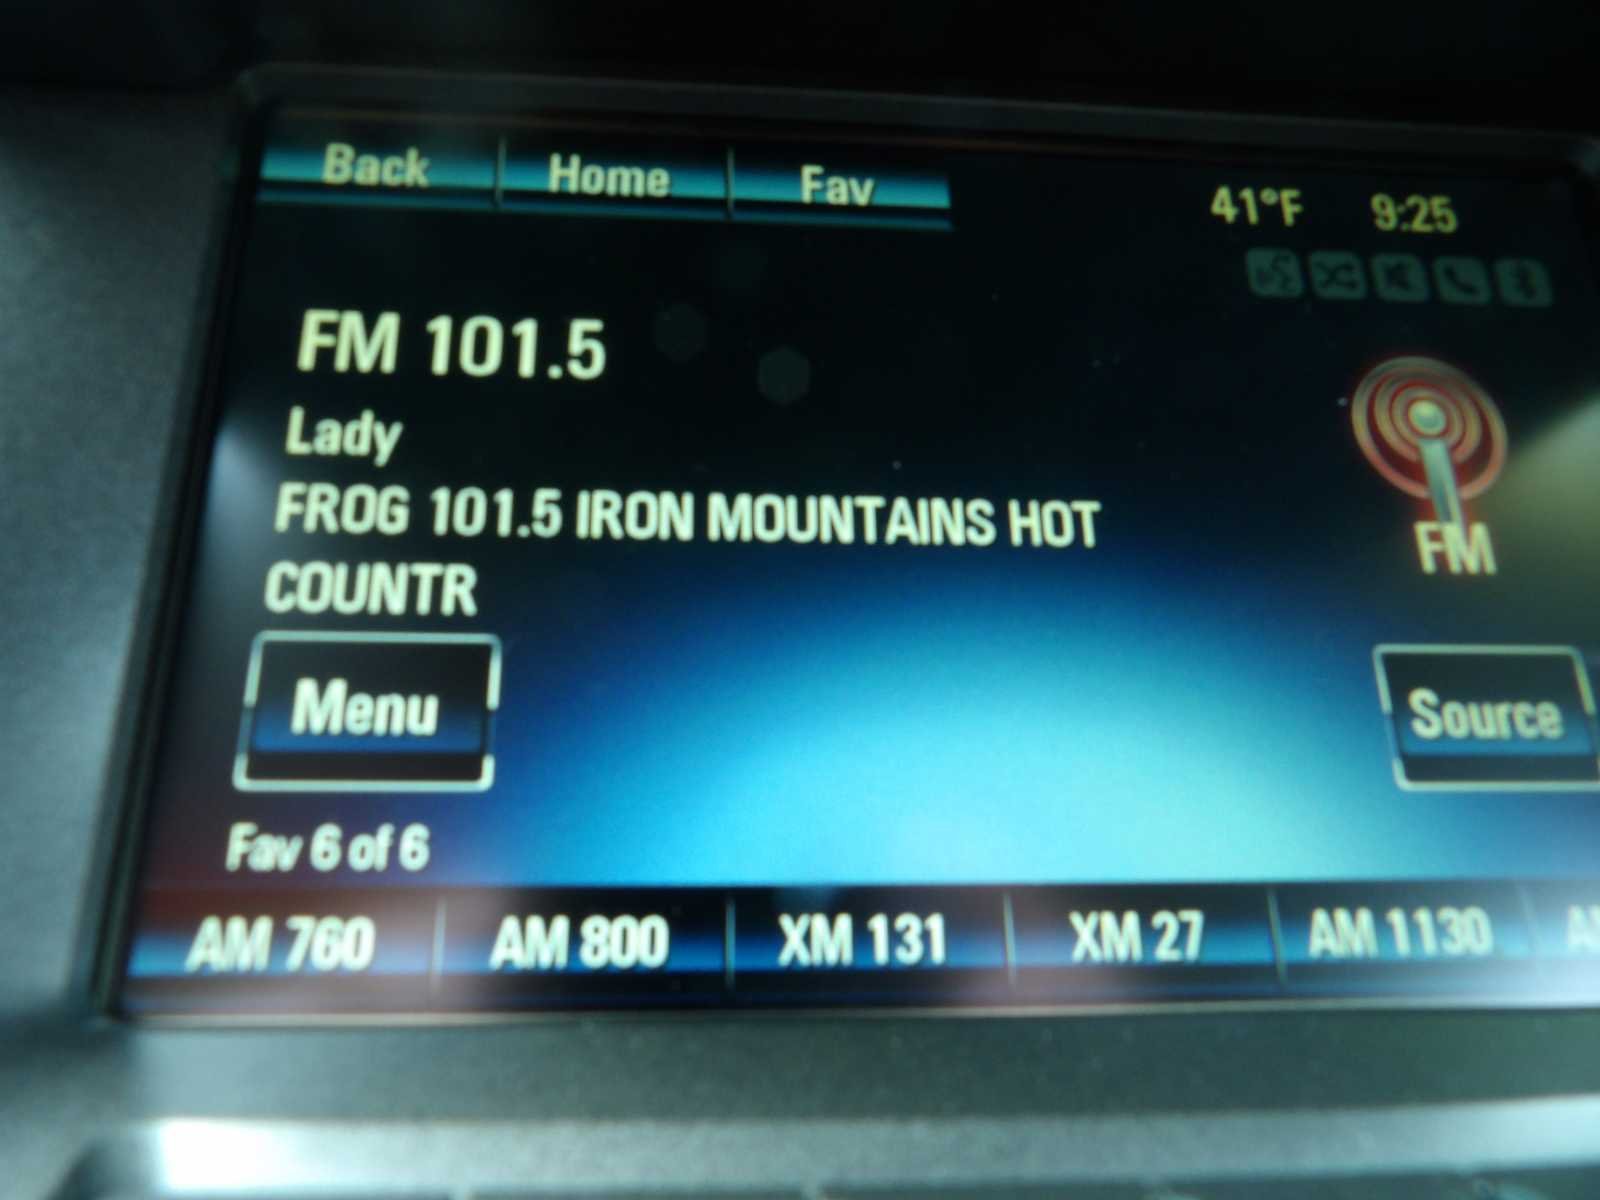 Back Home Fav
41°F 9:25
FM 101.5
Lady
FROG 101.5 IRON MOUNTAINS HOT
COUNTR
FM
Menu
Source
Fav 6 of 6
AM 760 AM 800 XM 131 XM 27 AM 1130